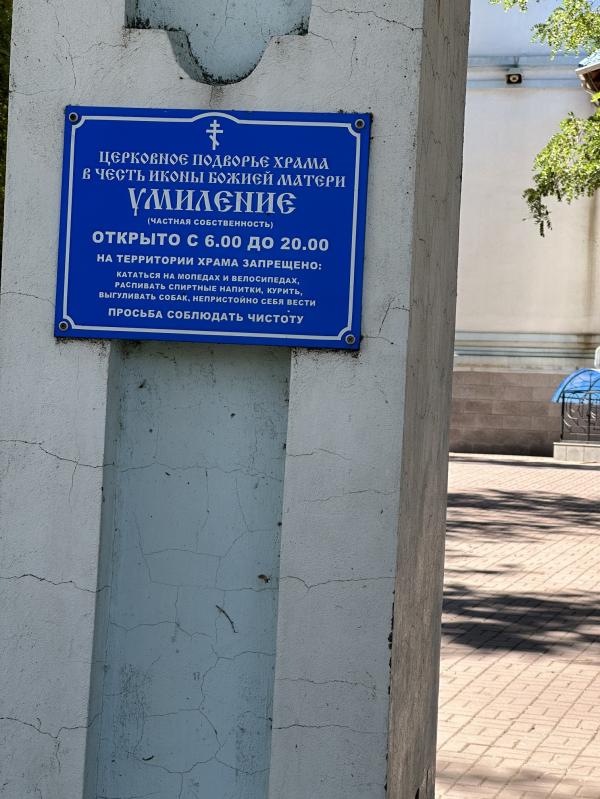 ЦЕРКОВНОЕ ПОДВОРЬЕ ХРАМА
В ЧЕСТЬ ИКОНЫ БОЖИЕЙ МАТЕРИ
УМИЛЕНИЕ
(ЧАСТНАЯ СОБСТВЕННОСТЬ)
ОТКРЫТО С 6.00 ДО 20.00
НА ТЕРРИТОРИИ ХРАМА ЗАПРЕЩЕНО:
КАТАТЬСЯ НА МОПЕДАХ И ВЕЛОСИПЕДАХ,
РАСПИВАТЬ СПИРТНЫЕ НАПИТКИ, КУРИТЬ,
ВЫГУЛИВАТЬ СОБАК, НЕПРИСТОЙНО СЕБЯ ВЕСТИ
ПРОСЬБА СОБЛЮДАТЬ ЧИСТОТУ